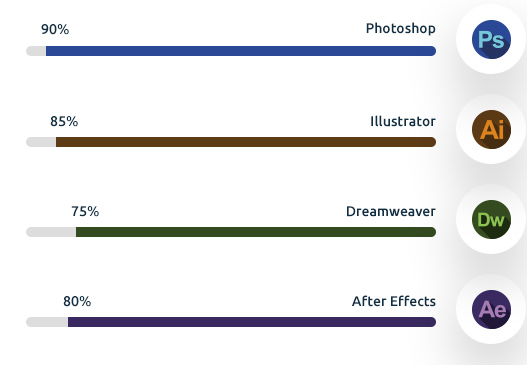 90% Photoshop
Ps
85% Illustrator
Ai
75% Dreamweaver
Dw
80% After Effects
Ae